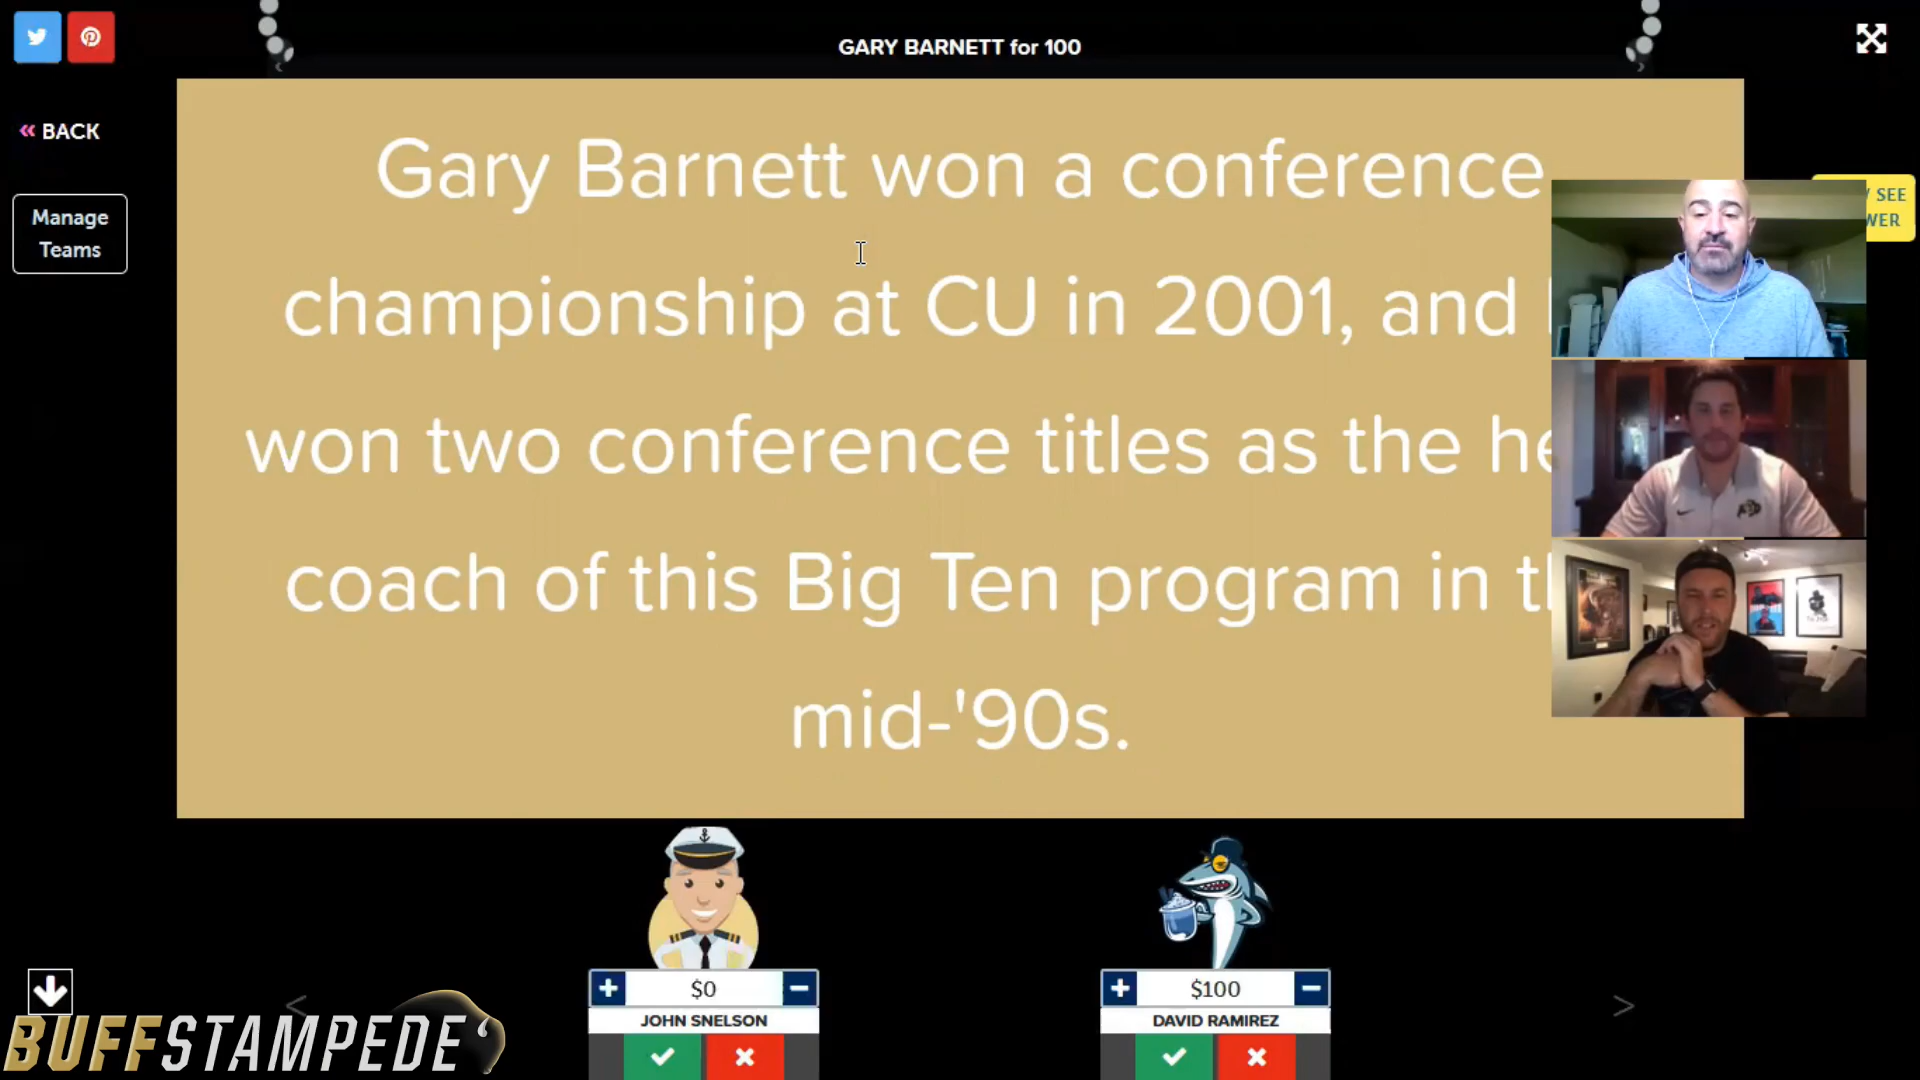 GARY BARNETT for 100
« BACK
Manage
Teams
SEE
Gary Barnett won a conference
championship at CU in 2001, and
won two conference titles as the
coach of this Big Ten program in
mid-'90s.
$0
JOHN SNELSON
$100
DAVID RAMIREZ
BUFFSTAMPEDE